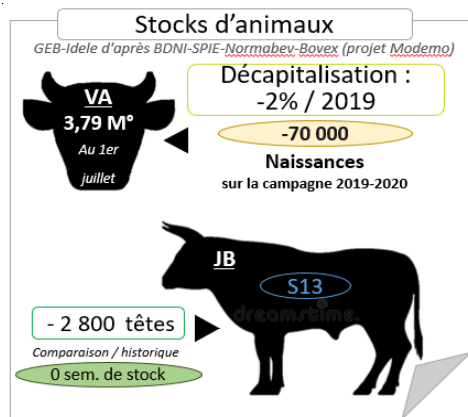 Stocks d'animaux
GEB-Idele d'après BDNI-SPIE-Normabev-Bovex (projet Modemo)
VA
3,79 M°
Au 1er
juillet
Décapitalisation :
-2% / 2019
-70 000
Naissances
sur la campagne 2019-2020
JB
S13
dreamstime.
- 2 800 têtes
Comparaison / historique
0 sem. de stock